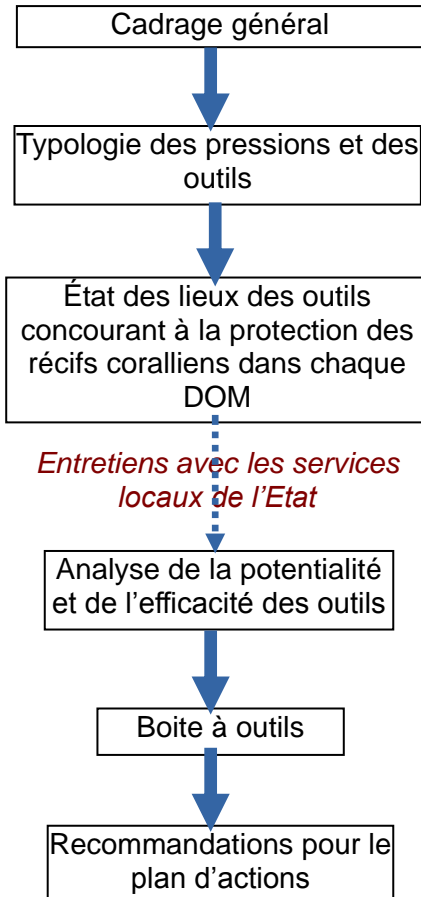 Cadrage général
Typologie des pressions et des
outils
État des lieux des outils
concourant à la protection des
récifs coralliens dans chaque
DOM
Entretiens avec les services
locaux de l’Etat
Analyse de la potentialité
et de l’efficacité des outils
Boite à outils
Recommandations pour le
plan d’actions